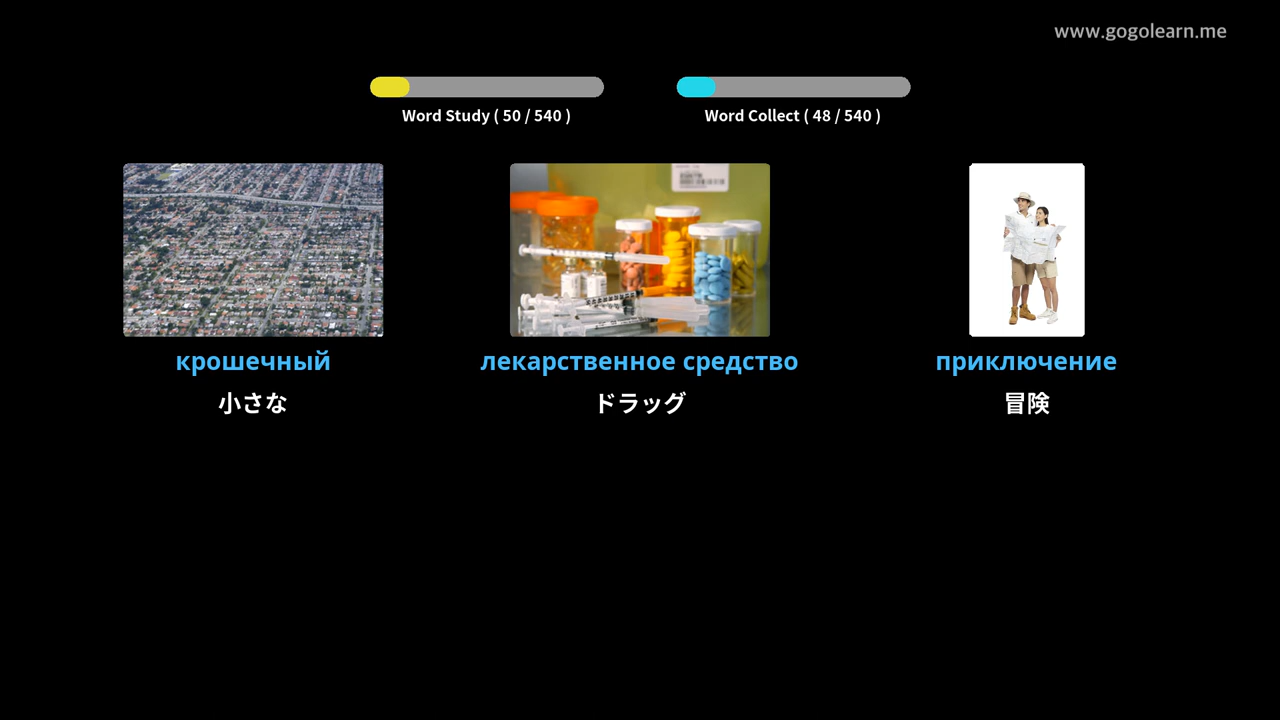 www.gogolearn.me
Word Study ( 50 / 540 )
Word Collect ( 48 / 540 )
крошечный
лекарственное средство
приключение
小さな
ドラッグ
冒険